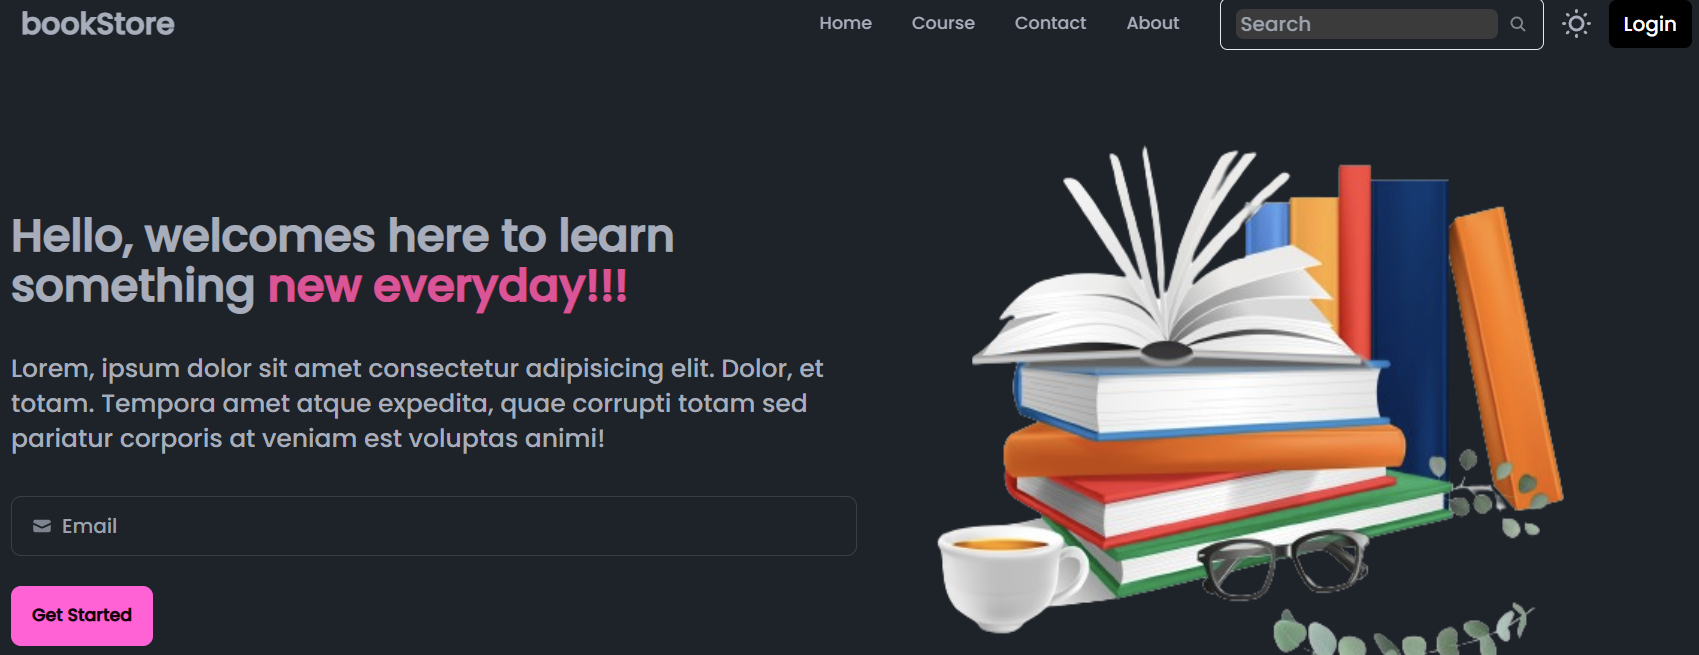 bookStore
Home
Course
Contact
About
Search
Login
Hello, welcomes here to learn
something new everyday!!!
Lorem, ipsum dolor sit amet consectetur adipisicing elit. Dolor, et
totam. Tempora amet atque expedita, quae corrupti totam sed
pariatur corporis at veniam est voluptas animi!
Email
Get Started